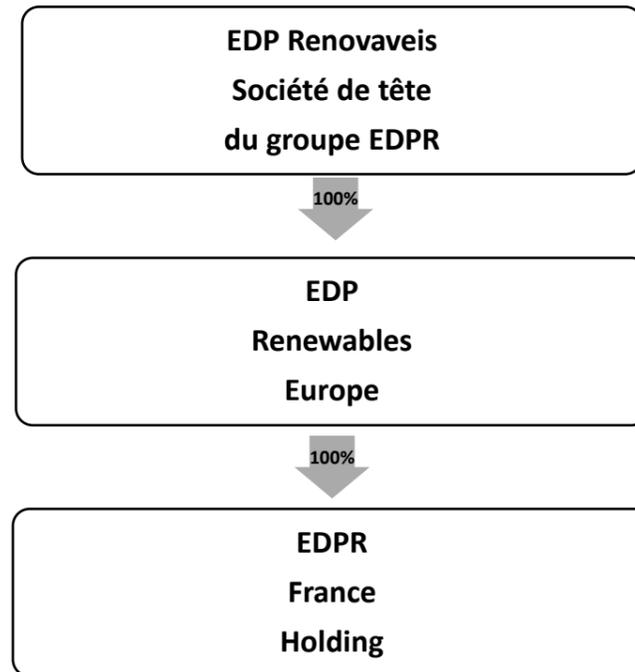 EDP Renovaveis
Société de tête
du groupe EDPR
100%
EDP
Renewables
Europe
100%
EDPR
France
Holding